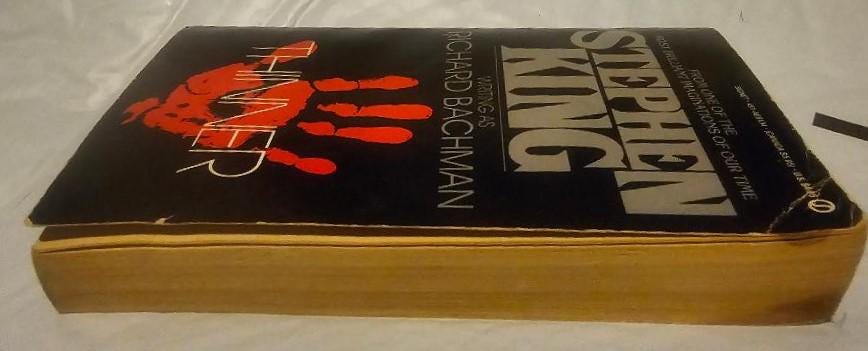 FROM ONE OF THE
MOST BRILLIANT IMAGINATIONS OF OUR TIME
STEPHEN
KING
WRITING AS
RICHARD BACHMAN
THINNER